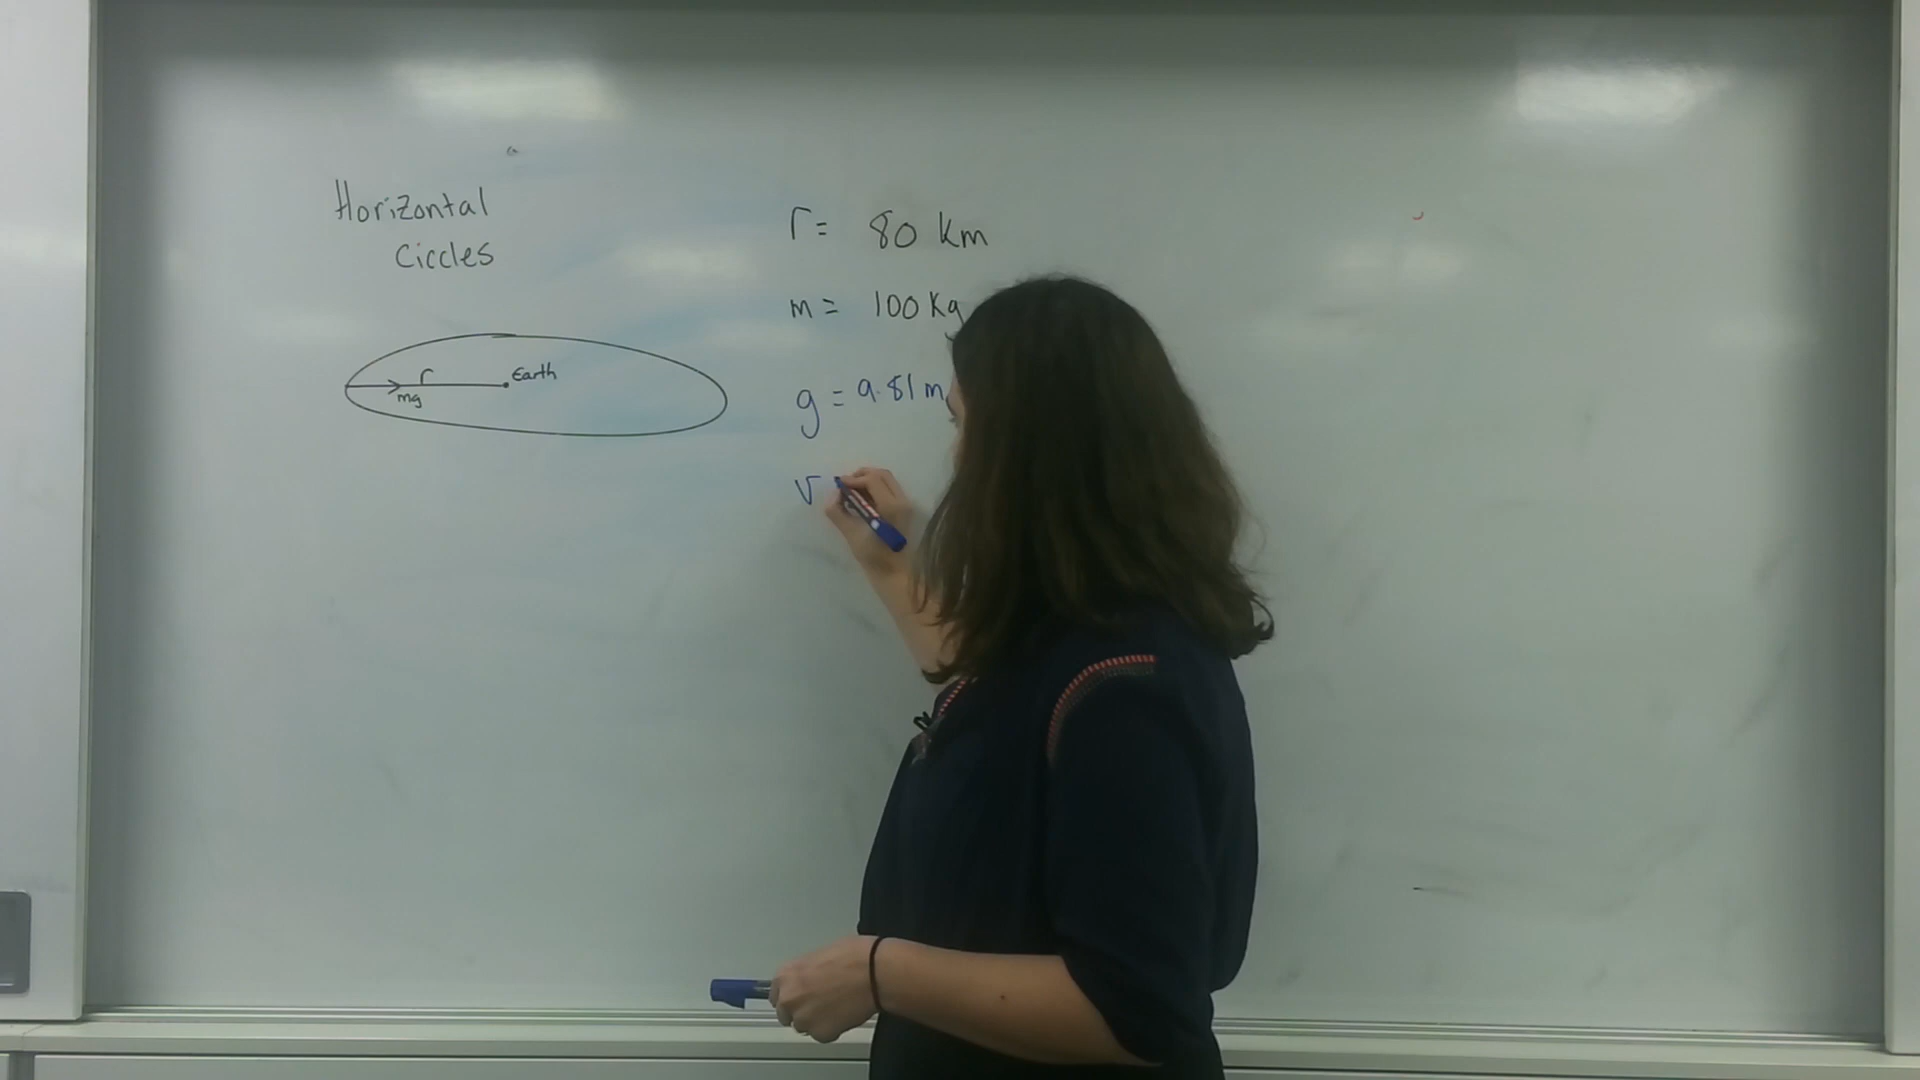 Horizontal
Circles
r
Earth
mg
r = 80 km
m = 100 Kg
g = 9.81 m
v